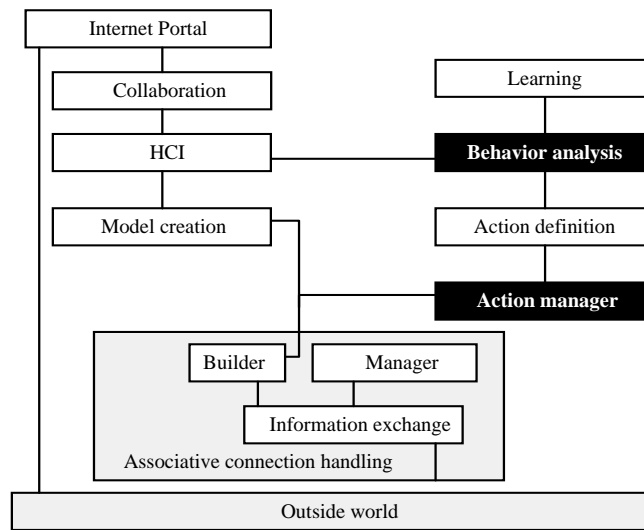 Internet Portal
Collaboration
Learning
HCI
Behavior analysis
Model creation
Action definition
Action manager
Builder
Manager
Information exchange
Associative connection handling
Outside world